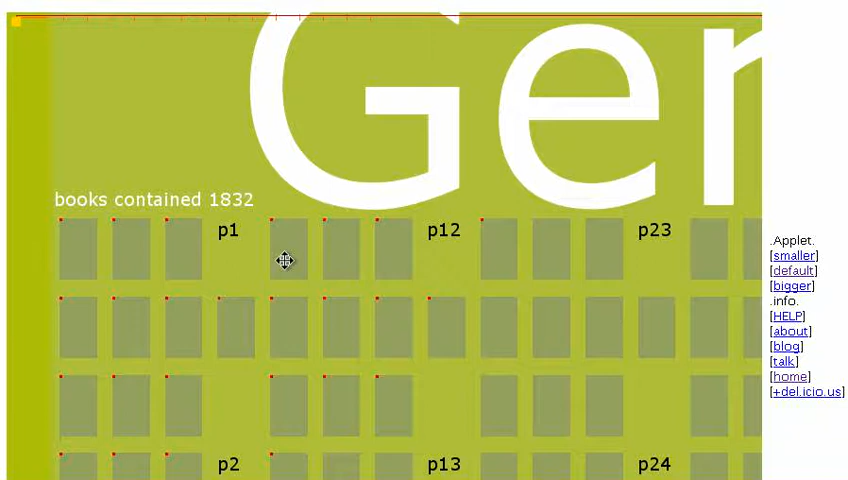 Ger
books contained 1832
p1 p12 p23
p2 p13 p24
.Applet.
[smaller]
[default]
[bigger]
.info.
[HELP]
[about]
[blog]
[talk]
[home]
[+del.icio.us]